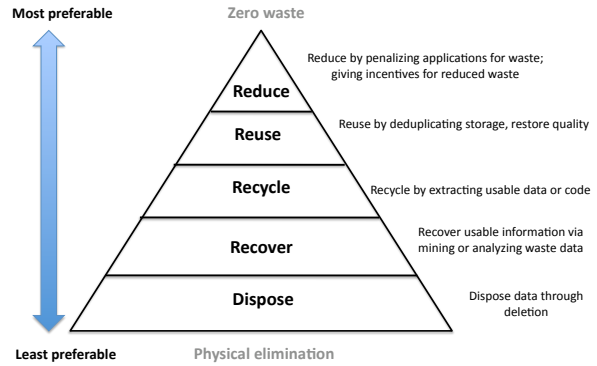 Most preferable
Zero waste
Reduce by penalizing applications for waste;
giving incentives for reduced waste
Reduce
Reuse
Reuse by deduplicating storage, restore quality
Recycle
Recycle by extracting usable data or code
Recover
Recover usable information via
mining or analyzing waste data
Dispose
Dispose data through
deletion
Least preferable
Physical elimination